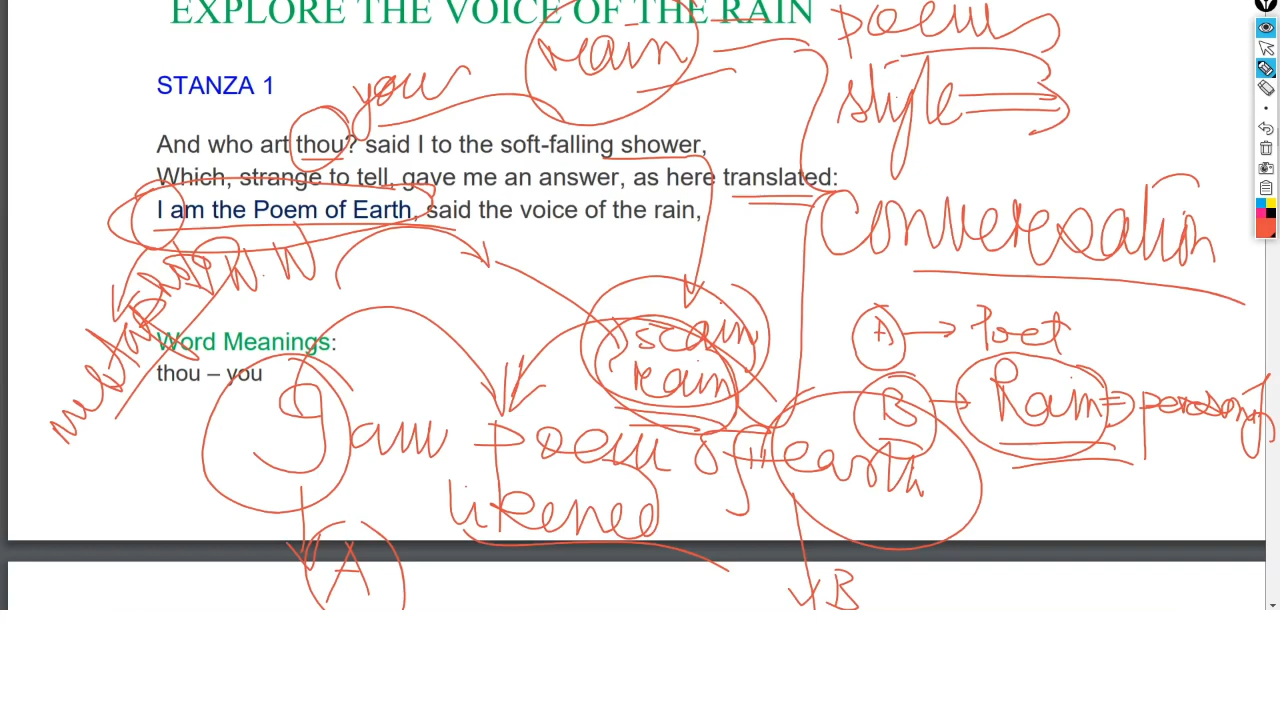 EXPLORE THE VOICE OF THE RAIN
poem
rain
style
you
STANZA 1
And who art thou? said I to the soft-falling shower,
Which, strange to tell, gave me an answer, as here translated:
I am the Poem of Earth, said the voice of the rain,
Conversation
Word Meanings:
thou – you
A → Poet
B → Rain
rain
I am poem of earth
likened
A
B